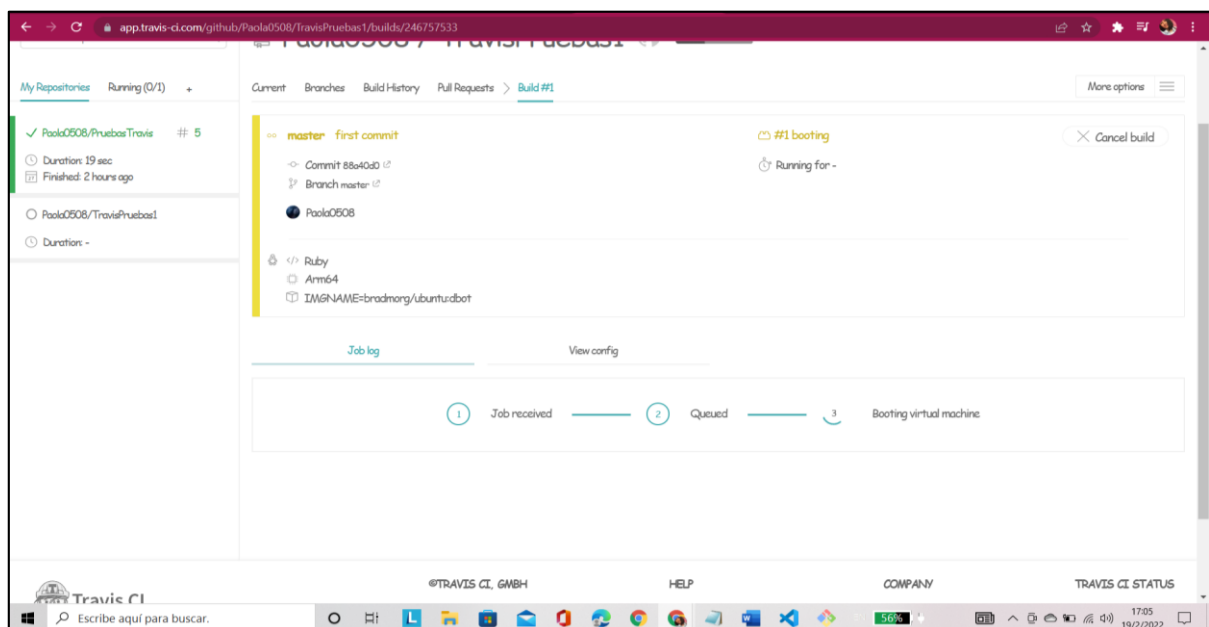 app.travis-ci.com/github/Paola0508/TravisPruebas1/builds/246757533
Paola0508 / TravisPruebas1
My Repositories Running (0/1) +
Current Branches Build History Pull Requests > Build #1
More options
Paola0508/PruebasTravis # 5
Duration: 19 sec
Finished: 2 hours ago
Paola0508/TravisPruebas1
Duration: -
master first commit
#1 booting
Cancel build
Commit 88a40d0
Running for -
Branch master
Paola0508
</> Ruby
Arm64
IMGNAME=bradmorg/ubuntu:dbot
Job log View config
1 Job received 2 Queued 3 Booting virtual machine
Travis CI
©TRAVIS CI, GMBH HELP COMPANY TRAVIS CI STATUS
Escribe aquí para buscar.
56%
17:05
19/2/2022